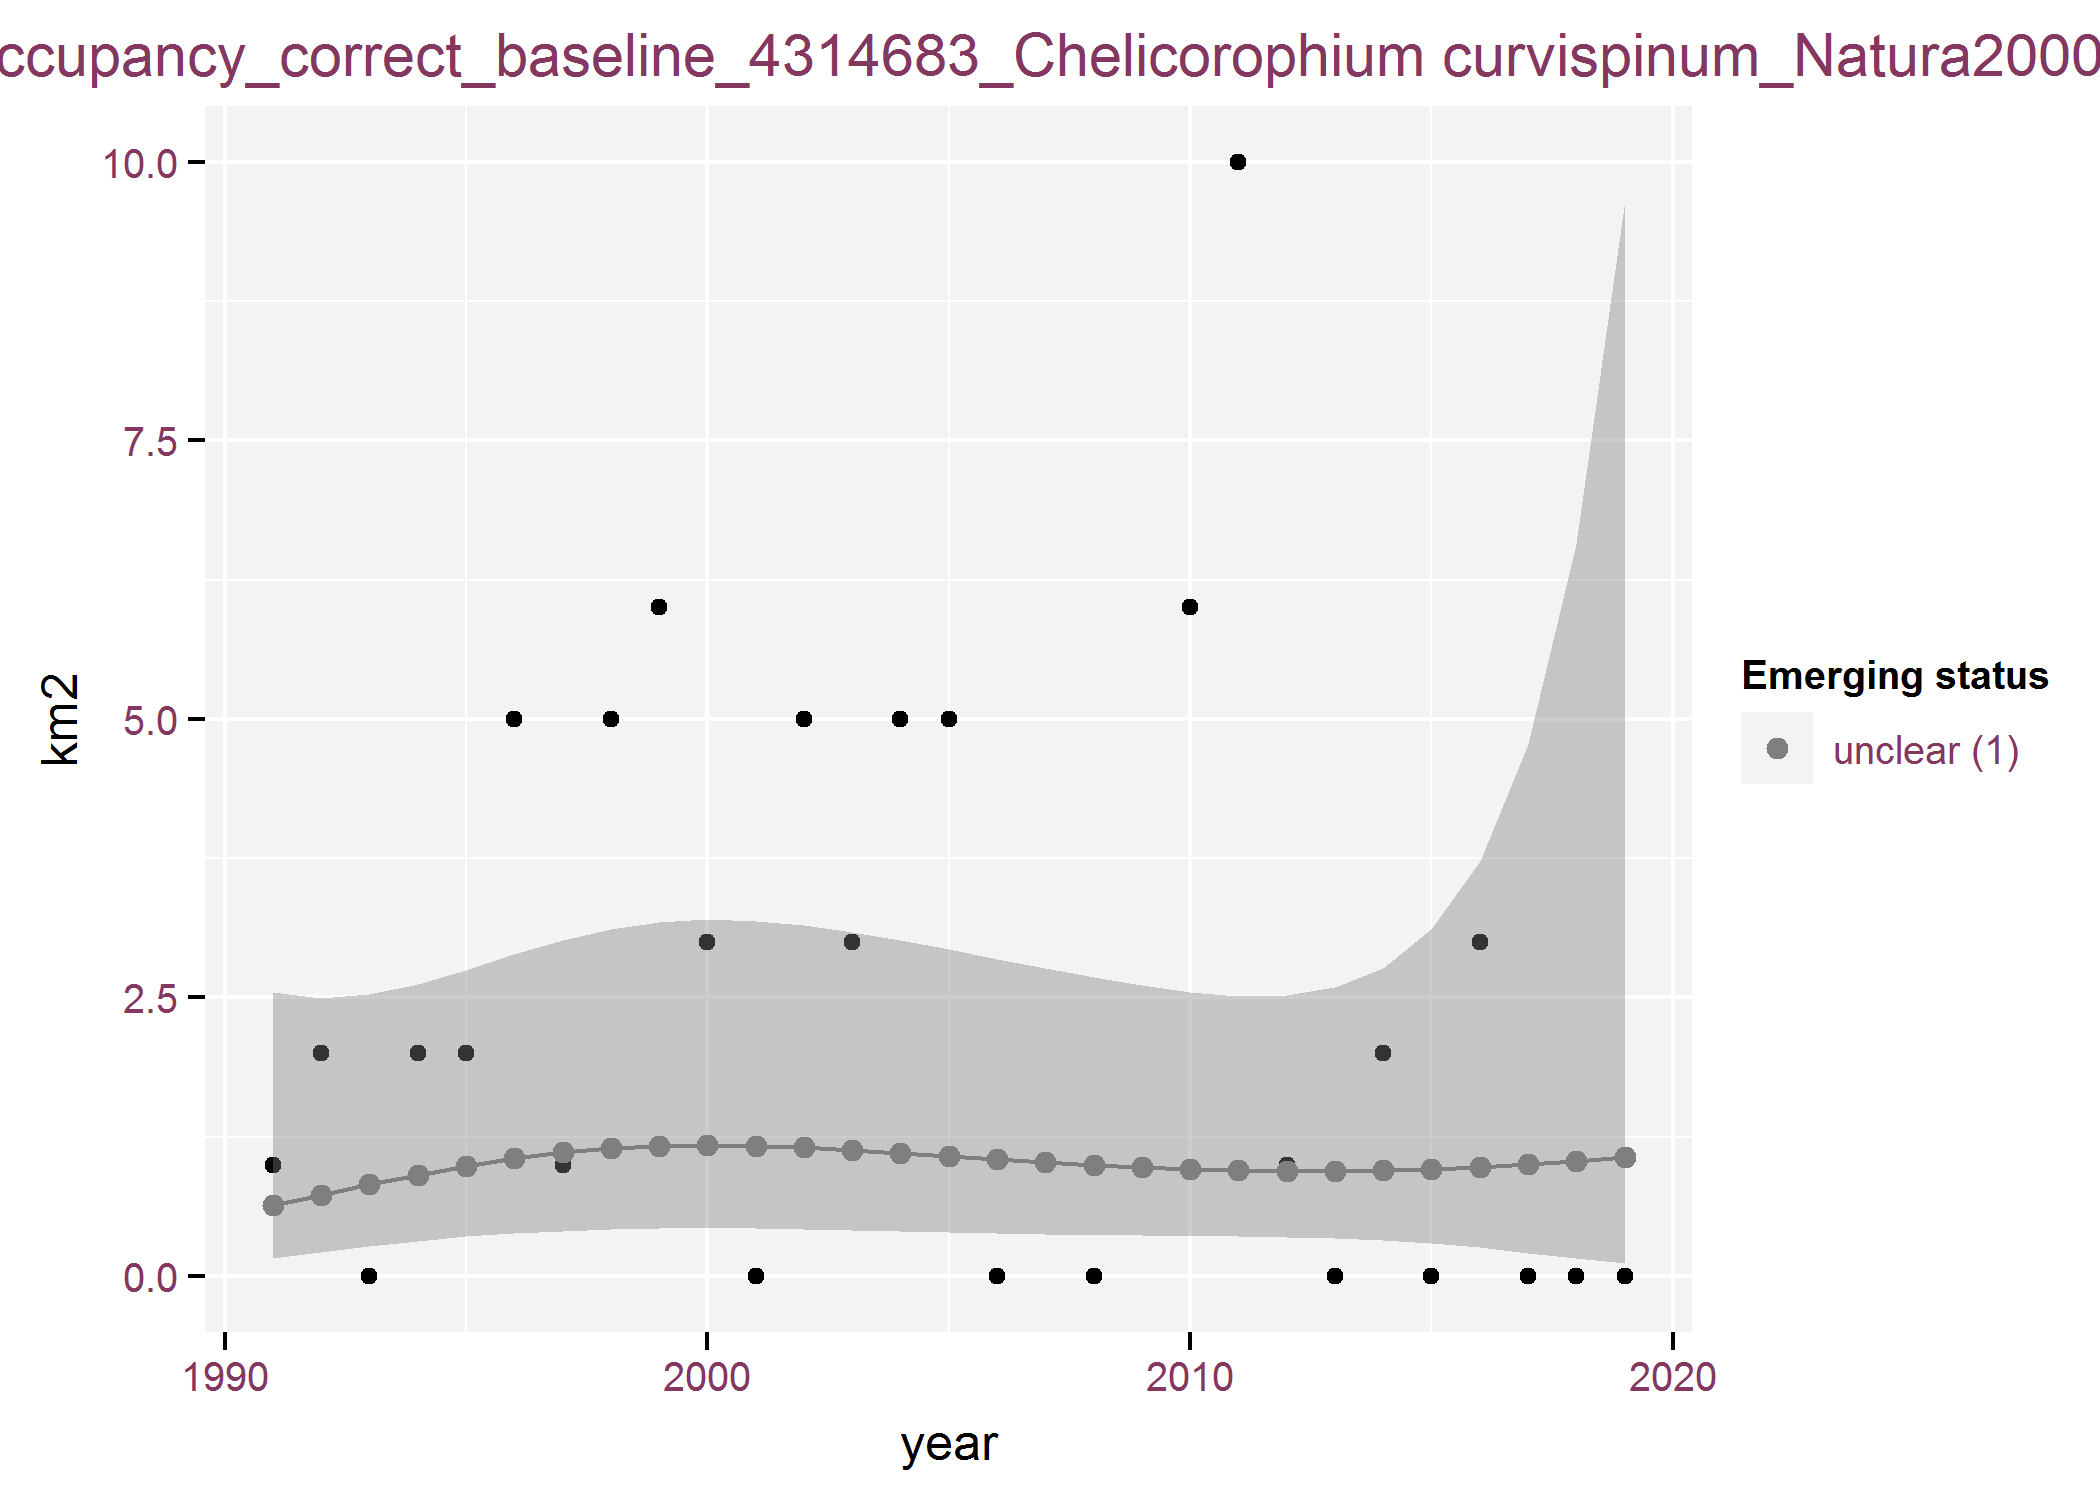 ccupancy_correct_baseline_4314683_Chelicorophium curvispinum_Natura2000
10.0
7.5
5.0
2.5
0.0
km2
1990
2000
2010
2020
year
Emerging status
unclear (1)